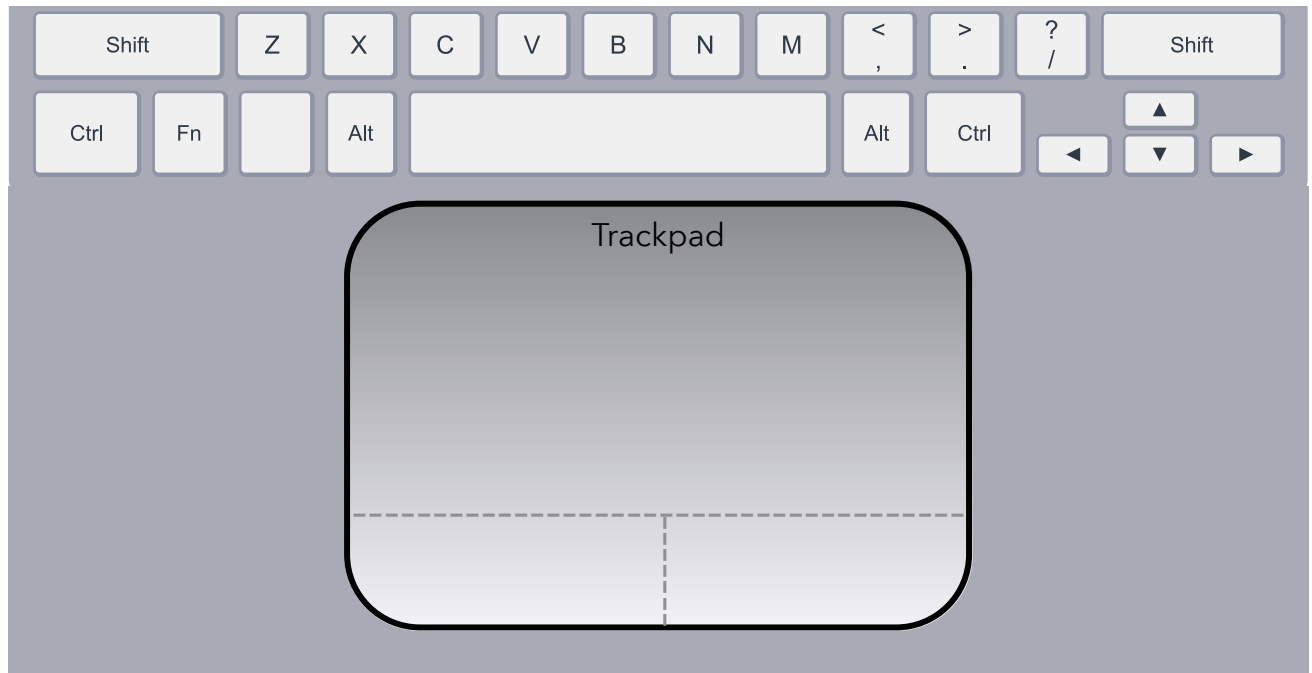 Shift Z X C V B N M < > ? Shift
, . /
Ctrl Fn Alt Alt Ctrl ▲
◄ ▼ ►
Trackpad